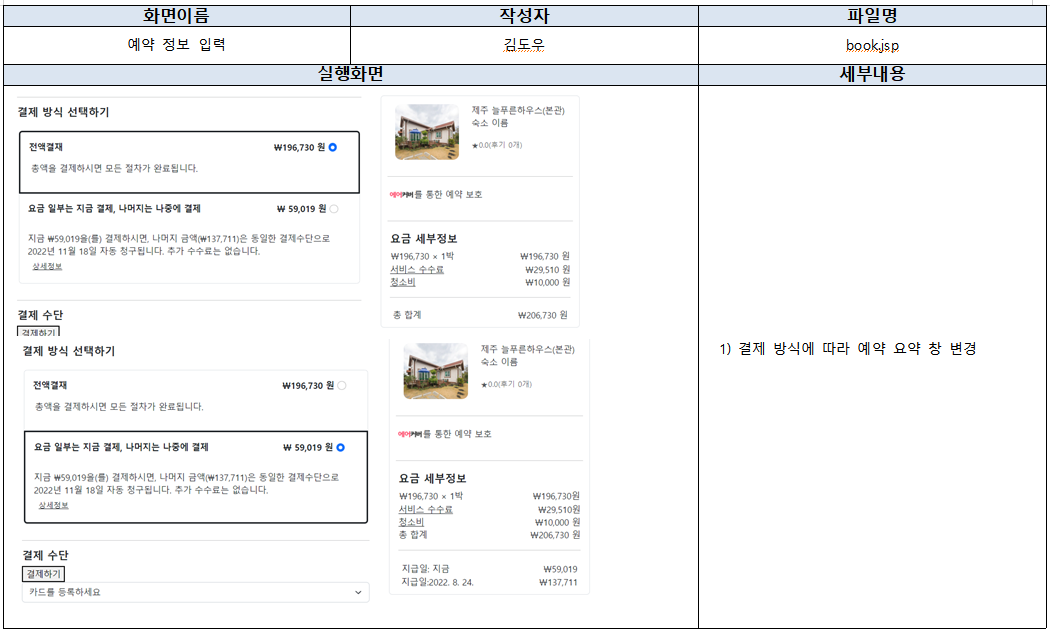 화면이름 작성자 파일명
예약 정보 입력 김도우 book.jsp
실행화면 세부내용
결제 방식 선택하기
전액결재 ₩196,730 원
총액을 결제하시면 모든 절차가 완료됩니다.
요금 일부는 지금 결제, 나머지는 나중에 결제 ₩ 59,019 원
지금 ₩59,019을(를) 결제하시면, 나머지 금액(₩137,711)은 동일한 결제수단으로
2022년 11월 18일 자동 청구됩니다. 추가 수수료는 없습니다.
상세정보
결제 수단
결제하기
제주 늘푸른하우스(본관)
숙소 이름
★0.0(후기 0개)
에어커버를 통한 예약 보호
요금 세부정보
₩196,730 × 1박 ₩196,730 원
서비스 수수료 ₩29,510 원
청소비 ₩10,000 원
총 합계 ₩206,730 원
결제 방식 선택하기
전액결재 ₩196,730 원
총액을 결제하시면 모든 절차가 완료됩니다.
요금 일부는 지금 결제, 나머지는 나중에 결제 ₩ 59,019 원
지금 ₩59,019을(를) 결제하시면, 나머지 금액(₩137,711)은 동일한 결제수단으로
2022년 11월 18일 자동 청구됩니다. 추가 수수료는 없습니다.
상세정보
결제 수단
결제하기
카드를 등록하세요
제주 늘푸른하우스(본관)
숙소 이름
★0.0(후기 0개)
에어커버를 통한 예약 보호
요금 세부정보
₩196,730 × 1박 ₩196,730원
서비스 수수료 ₩29,510원
청소비 ₩10,000 원
총 합계 ₩206,730 원
지급일: 지금 ₩59,019
지급일:2022. 8. 24. ₩137,711
1) 결제 방식에 따라 예약 요약 창 변경